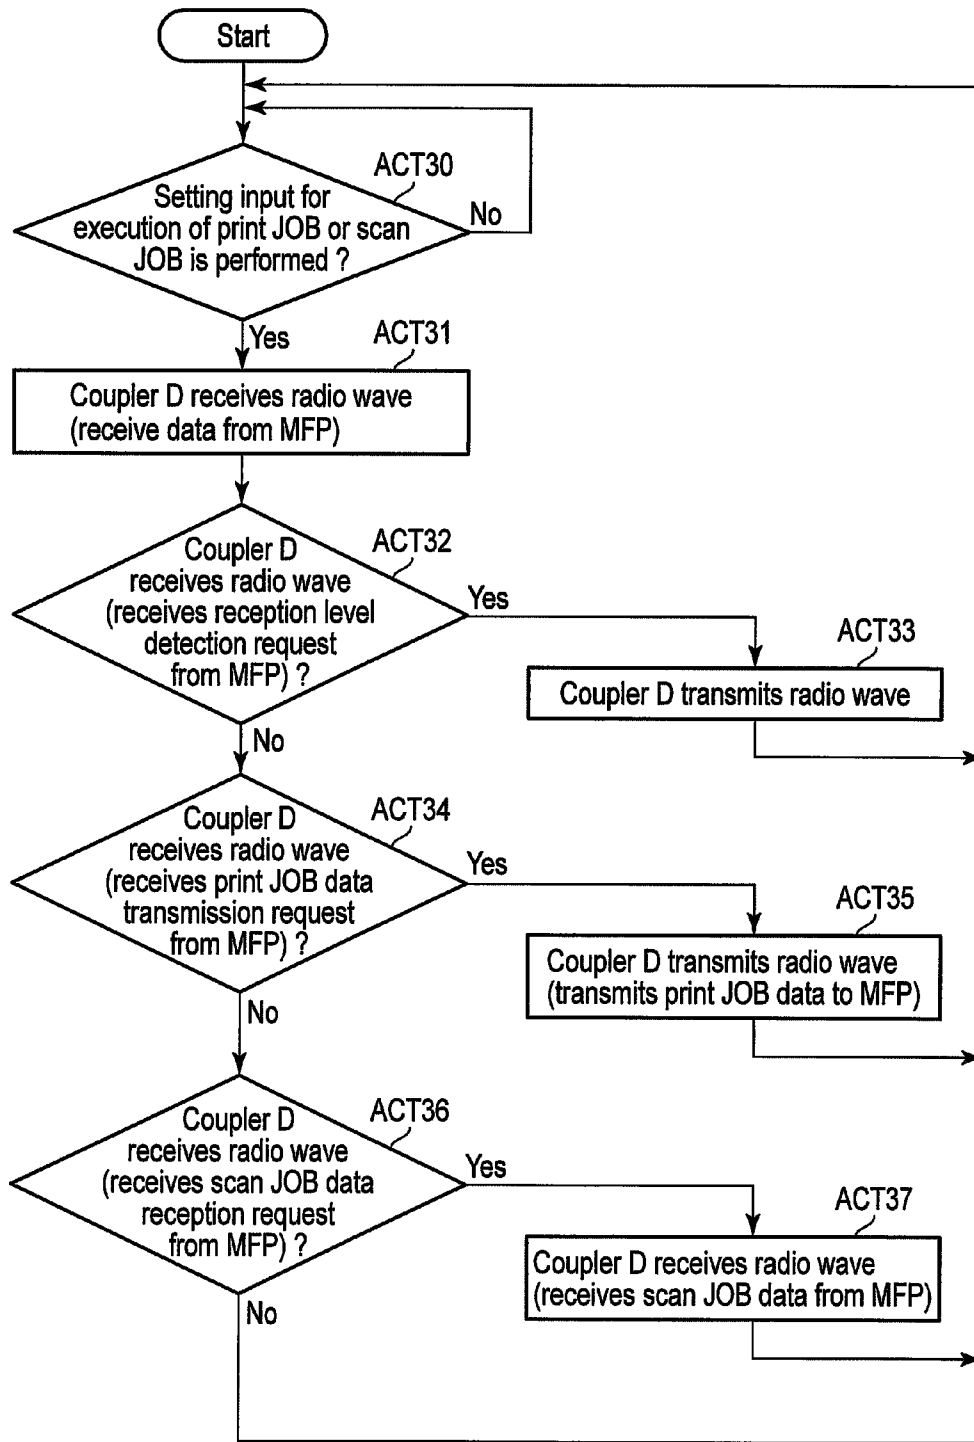 Start
ACT30
Setting input for
execution of print JOB or scan
JOB is performed ?
No
Yes
ACT31
Coupler D receives radio wave
(receive data from MFP)
ACT32
Coupler D
receives radio wave
(receives reception level
detection request
from MFP) ?
Yes
ACT33
Coupler D transmits radio wave
No
ACT34
Coupler D
receives radio wave
(receives print JOB data
transmission request
from MFP) ?
Yes
ACT35
Coupler D transmits radio wave
(transmits print JOB data to MFP)
No
ACT36
Coupler D
receives radio wave
(receives scan JOB data
reception request
from MFP) ?
Yes
ACT37
Coupler D receives radio wave
(receives scan JOB data from MFP)
No